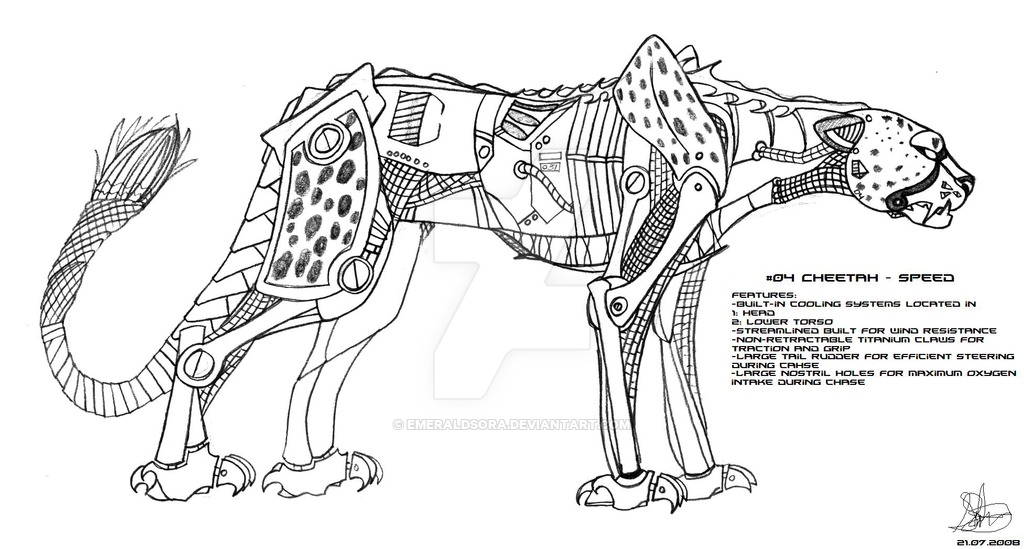 #04 CHEETAH - SPEED
FEATURES:
-BUILT-IN COOLING SYSTEMS LOCATED IN
1: HEAD
2: LOWER TORSO
-STREAMLINED BUILT FOR WIND RESISTANCE
-NON-RETRACTABLE TITANIUM CLAWS FOR
TRACTION AND GRIP
-LARGE TAIL RUDDER FOR EFFICIENT STEERING
DURING CAHSE
-LARGE NOSTRIL HOLES FOR MAXIMUM OXYGEN
INTAKE DURING CHASE
© EMERALDSORA.DEVIANTART.COM
21.07.2008